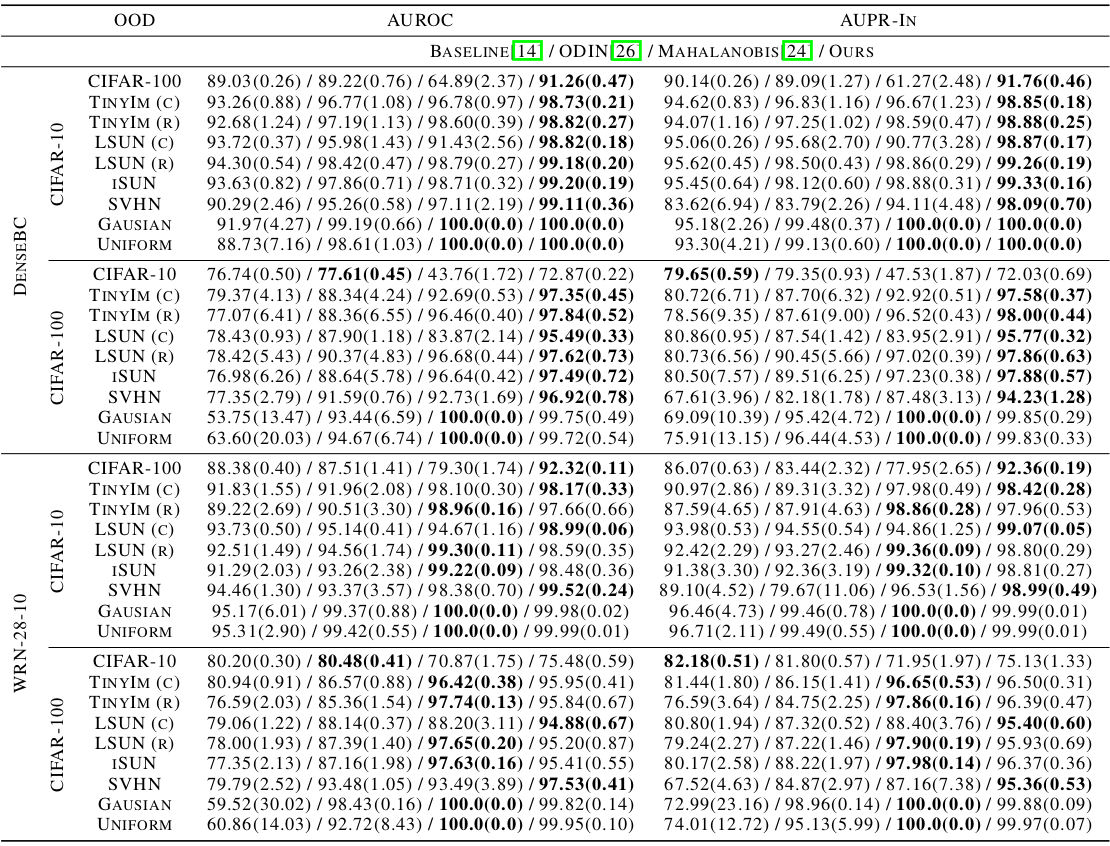 OOD AUROC AUPR-IN
BASELINE[14] / ODIN[26] / MAHALANOBIS[24] / OURS
DENSEBC
CIFAR-10
CIFAR-100 89.03(0.26) / 89.22(0.76) / 64.89(2.37) / 91.26(0.47) 90.14(0.26) / 89.09(1.27) / 61.27(2.48) / 91.76(0.46)
TINYIM (C) 93.26(0.88) / 96.77(1.08) / 96.78(0.97) / 98.73(0.21) 94.62(0.83) / 96.83(1.16) / 96.67(1.23) / 98.85(0.18)
TINYIM (R) 92.68(1.24) / 97.19(1.13) / 98.60(0.39) / 98.82(0.27) 94.07(1.16) / 97.25(1.02) / 98.59(0.47) / 98.88(0.25)
LSUN (C) 93.72(0.37) / 95.98(1.43) / 91.43(2.56) / 98.82(0.18) 95.06(0.26) / 95.68(2.70) / 90.77(3.28) / 98.87(0.17)
LSUN (R) 94.30(0.54) / 98.42(0.47) / 98.79(0.27) / 99.18(0.20) 95.62(0.45) / 98.50(0.43) / 98.86(0.29) / 99.26(0.19)
ISUN 93.63(0.82) / 97.86(0.71) / 98.71(0.32) / 99.20(0.19) 95.45(0.64) / 98.12(0.60) / 98.88(0.31) / 99.33(0.16)
SVHN 90.29(2.46) / 95.26(0.58) / 97.11(2.19) / 99.11(0.36) 83.62(6.94) / 83.79(2.26) / 94.11(4.48) / 98.09(0.70)
GAUSIAN 91.97(4.27) / 99.19(0.66) / 100.0(0.0) / 100.0(0.0) 95.18(2.26) / 99.48(0.37) / 100.0(0.0) / 100.0(0.0)
UNIFORM 88.73(7.16) / 98.61(1.03) / 100.0(0.0) / 100.0(0.0) 93.30(4.21) / 99.13(0.60) / 100.0(0.0) / 100.0(0.0)
CIFAR-100
CIFAR-10 76.74(0.50) / 77.61(0.45) / 43.76(1.72) / 72.87(0.22) 79.65(0.59) / 79.35(0.93) / 47.53(1.87) / 72.03(0.69)
TINYIM (C) 79.37(4.13) / 88.34(4.24) / 92.69(0.53) / 97.35(0.45) 80.72(6.71) / 87.70(6.32) / 92.92(0.51) / 97.58(0.37)
TINYIM (R) 77.07(6.41) / 88.36(6.55) / 96.46(0.40) / 97.84(0.52) 78.56(9.35) / 87.61(9.00) / 96.52(0.43) / 98.00(0.44)
LSUN (C) 78.43(0.93) / 87.90(1.18) / 83.87(2.14) / 95.49(0.33) 80.86(0.95) / 87.54(1.42) / 83.95(2.91) / 95.77(0.32)
LSUN (R) 78.42(5.43) / 90.37(4.83) / 96.68(0.44) / 97.62(0.73) 80.73(6.56) / 90.45(5.66) / 97.02(0.39) / 97.86(0.63)
ISUN 76.98(6.26) / 88.64(5.78) / 96.64(0.42) / 97.49(0.72) 80.50(7.57) / 89.51(6.25) / 97.23(0.38) / 97.88(0.57)
SVHN 77.35(2.79) / 91.59(0.76) / 92.73(1.69) / 96.92(0.78) 67.61(3.96) / 82.18(1.78) / 87.48(3.13) / 94.23(1.28)
GAUSIAN 53.75(13.47) / 93.44(6.59) / 100.0(0.0) / 99.75(0.49) 69.09(10.39) / 95.42(4.72) / 100.0(0.0) / 99.85(0.29)
UNIFORM 63.60(20.03) / 94.67(6.74) / 100.0(0.0) / 99.72(0.54) 75.91(13.15) / 96.44(4.53) / 100.0(0.0) / 99.83(0.33)
WRN-28-10
CIFAR-10
CIFAR-100 88.38(0.40) / 87.51(1.41) / 79.30(1.74) / 92.32(0.11) 86.07(0.63) / 83.44(2.32) / 77.95(2.65) / 92.36(0.19)
TINYIM (C) 91.83(1.55) / 91.96(2.08) / 98.10(0.30) / 98.17(0.33) 90.97(2.86) / 89.31(3.32) / 97.98(0.49) / 98.42(0.28)
TINYIM (R) 89.22(2.69) / 90.51(3.30) / 98.96(0.16) / 97.66(0.66) 87.59(4.65) / 87.91(4.63) / 98.86(0.28) / 97.96(0.53)
LSUN (C) 93.73(0.50) / 95.14(0.41) / 94.67(1.16) / 98.99(0.06) 93.98(0.53) / 94.55(0.54) / 94.86(1.25) / 99.07(0.05)
LSUN (R) 92.51(1.49) / 94.56(1.74) / 99.30(0.11) / 98.59(0.35) 92.42(2.29) / 93.27(2.46) / 99.36(0.09) / 98.80(0.29)
ISUN 91.29(2.03) / 93.26(2.38) / 99.22(0.09) / 98.48(0.36) 91.38(3.30) / 92.36(3.19) / 99.32(0.10) / 98.81(0.27)
SVHN 94.46(1.30) / 93.37(3.57) / 98.38(0.70) / 99.52(0.24) 89.10(4.52) / 79.67(11.06) / 96.53(1.56) / 98.99(0.49)
GAUSIAN 95.17(6.01) / 99.37(0.88) / 100.0(0.0) / 99.98(0.02) 96.46(4.73) / 99.46(0.78) / 100.0(0.0) / 99.99(0.01)
UNIFORM 95.31(2.90) / 99.42(0.55) / 100.0(0.0) / 99.99(0.01) 96.71(2.11) / 99.49(0.55) / 100.0(0.0) / 99.99(0.01)
CIFAR-100
CIFAR-10 80.20(0.30) / 80.48(0.41) / 70.87(1.75) / 75.48(0.59) 82.18(0.51) / 81.80(0.57) / 71.95(1.97) / 75.13(1.33)
TINYIM (C) 80.94(0.91) / 86.57(0.88) / 96.42(0.38) / 95.95(0.41) 81.44(1.80) / 86.15(1.41) / 96.65(0.53) / 96.50(0.31)
TINYIM (R) 76.59(2.03) / 85.36(1.54) / 97.74(0.13) / 95.84(0.67) 76.59(3.64) / 84.75(2.25) / 97.86(0.16) / 96.39(0.47)
LSUN (C) 79.06(1.22) / 88.14(0.37) / 88.20(3.11) / 94.88(0.67) 80.80(1.94) / 87.32(0.52) / 88.40(3.76) / 95.40(0.60)
LSUN (R) 78.00(1.93) / 87.39(1.40) / 97.65(0.20) / 95.20(0.87) 79.24(2.27) / 87.22(1.46) / 97.90(0.19) / 95.93(0.69)
ISUN 77.35(2.13) / 87.16(1.98) / 97.63(0.16) / 95.41(0.55) 80.17(2.58) / 88.22(1.97) / 97.98(0.14) / 96.37(0.36)
SVHN 79.79(2.52) / 93.48(1.05) / 93.49(3.89) / 97.53(0.41) 67.52(4.63) / 84.87(2.97) / 87.16(7.38) / 95.36(0.53)
GAUSIAN 59.52(30.02) / 98.43(0.16) / 100.0(0.0) / 99.82(0.14) 72.99(23.16) / 98.96(0.14) / 100.0(0.0) / 99.88(0.09)
UNIFORM 60.86(14.03) / 92.72(8.43) / 100.0(0.0) / 99.95(0.10) 74.01(12.72) / 95.13(5.99) / 100.0(0.0) / 99.97(0.07)